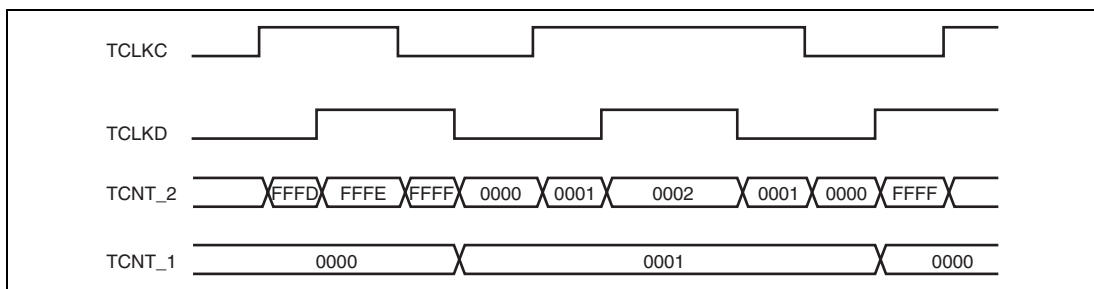 TCLKC
TCLKD
TCNT_2 FFFD FFFE FFFF 0000 0001 0002 0001 0000 FFFF
TCNT_1 0000 0001 0000